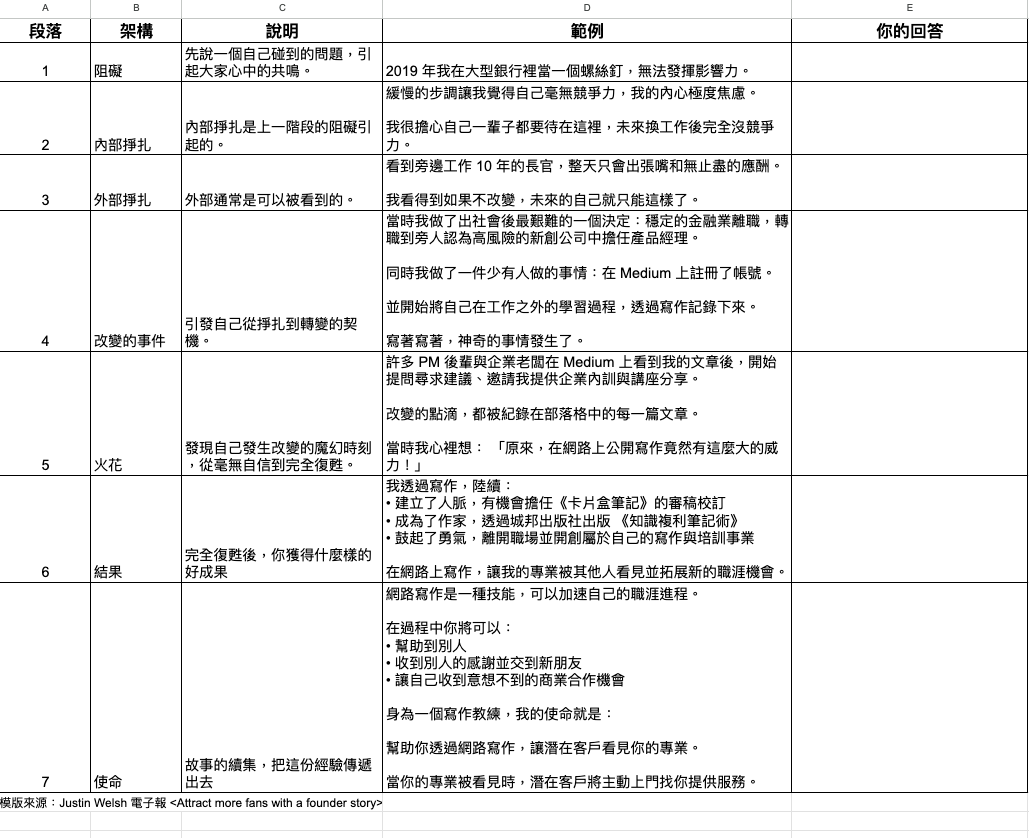 A B C D E
段落 架構 說明 範例 你的回答
1 阻礙
先說一個自己碰到的問題，引
起大家心中的共鳴。
2019 年我在大型銀行裡當一個螺絲釘，無法發揮影響力。
2 內部掙扎
內部掙扎是上一階段的阻礙引
起的。
緩慢的步調讓我覺得自己毫無競爭力，我的內心極度焦慮。
我很擔心自己一輩子都要待在這裡，未來換工作後完全沒競爭
力。
3 外部掙扎
外部通常是可以被看到的。
看到旁邊工作 10 年的長官，整天只會出張嘴和無止盡的應酬。
我看得到如果不改變，未來的自己就只能這樣了。
4 改變的事件
引發自己從掙扎到轉變的契
機。
當時我做了出社會後最艱難的一個決定：穩定的金融業離職，轉
職到旁人認為高風險的新創公司中擔任產品經理。
同時我做了一件少有人做的事情：在 Medium 上註冊了帳號。
並開始將自己在工作之外的學習過程，透過寫作記錄下來。
寫著寫著，神奇的事情發生了。
5 火花
發現自己發生改變的魔幻時刻
，從毫無自信到完全復甦。
許多 PM 後輩與企業老闆在 Medium 上看到我的文章後，開始
提問尋求建議、邀請我提供企業內訓與講座分享。
改變的點滴，都被紀錄在部落格中的每一篇文章。
當時我心裡想： 「原來，在網路上公開寫作竟然有這麼大的威
力！」
6 結果
完全復甦後，你獲得什麼樣的
好成果
我透過寫作，陸續：
• 建立了人脈，有機會擔任《卡片盒筆記》的審稿校訂
• 成為了作家，透過城邦出版社出版 《知識複利筆記術》
• 鼓起了勇氣，離開職場並開創屬於自己的寫作與培訓事業
在網路上寫作，讓我的專業被其他人看見並拓展新的職涯機會。
7 使命
故事的續集，把這份經驗傳遞
出去
網路寫作是一種技能，可以加速自己的職涯進程。
在過程中你將可以：
• 幫助到別人
• 收到別人的感謝並交到新朋友
• 讓自己收到意想不到的商業合作機會
身為一個寫作教練，我的使命就是：
幫助你透過網路寫作，讓潛在客戶看見你的專業。
當你的專業被看見時，潛在客戶將主動上門找你提供服務。
模版來源：Justin Welsh 電子報 <Attract more fans with a founder story>